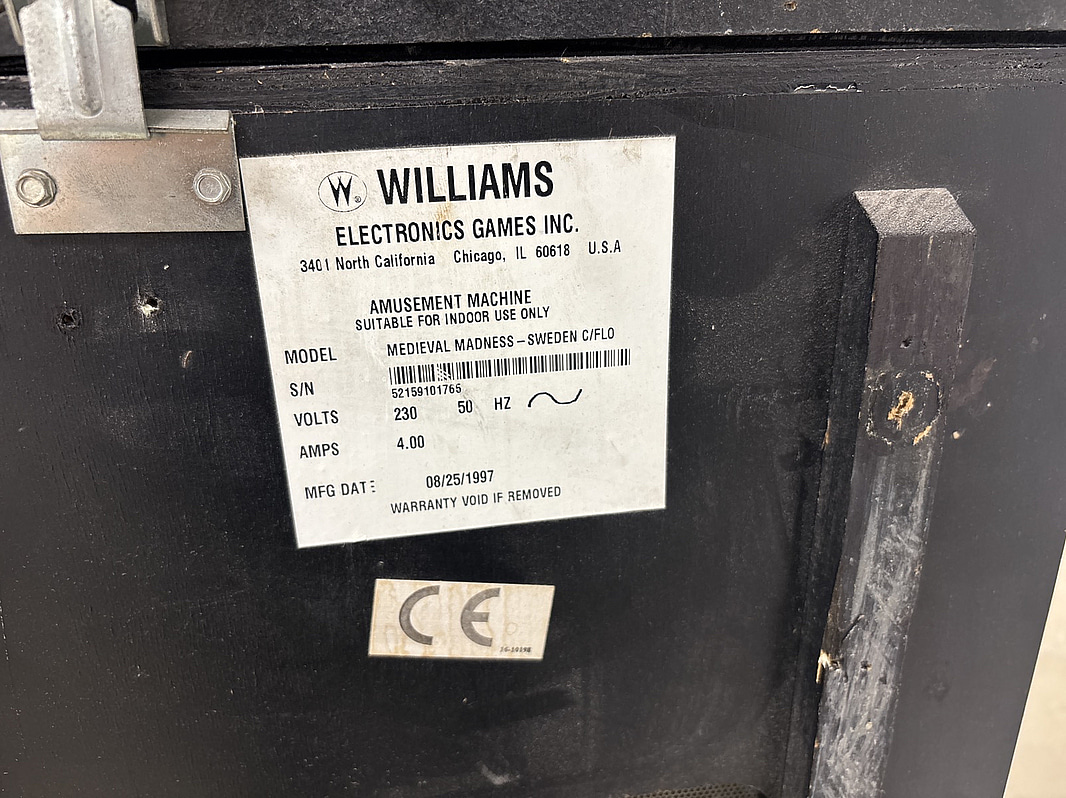 W® WILLIAMS
ELECTRONICS GAMES INC.
3401 North California Chicago, IL 60618 U.S.A
AMUSEMENT MACHINE
SUITABLE FOR INDOOR USE ONLY
MODEL MEDIEVAL MADNESS-SWEDEN C/FLO
S/N 52159101765
VOLTS 230 50 HZ
AMPS 4.00
MFG DATE 08/25/1997
WARRANTY VOID IF REMOVED
CE